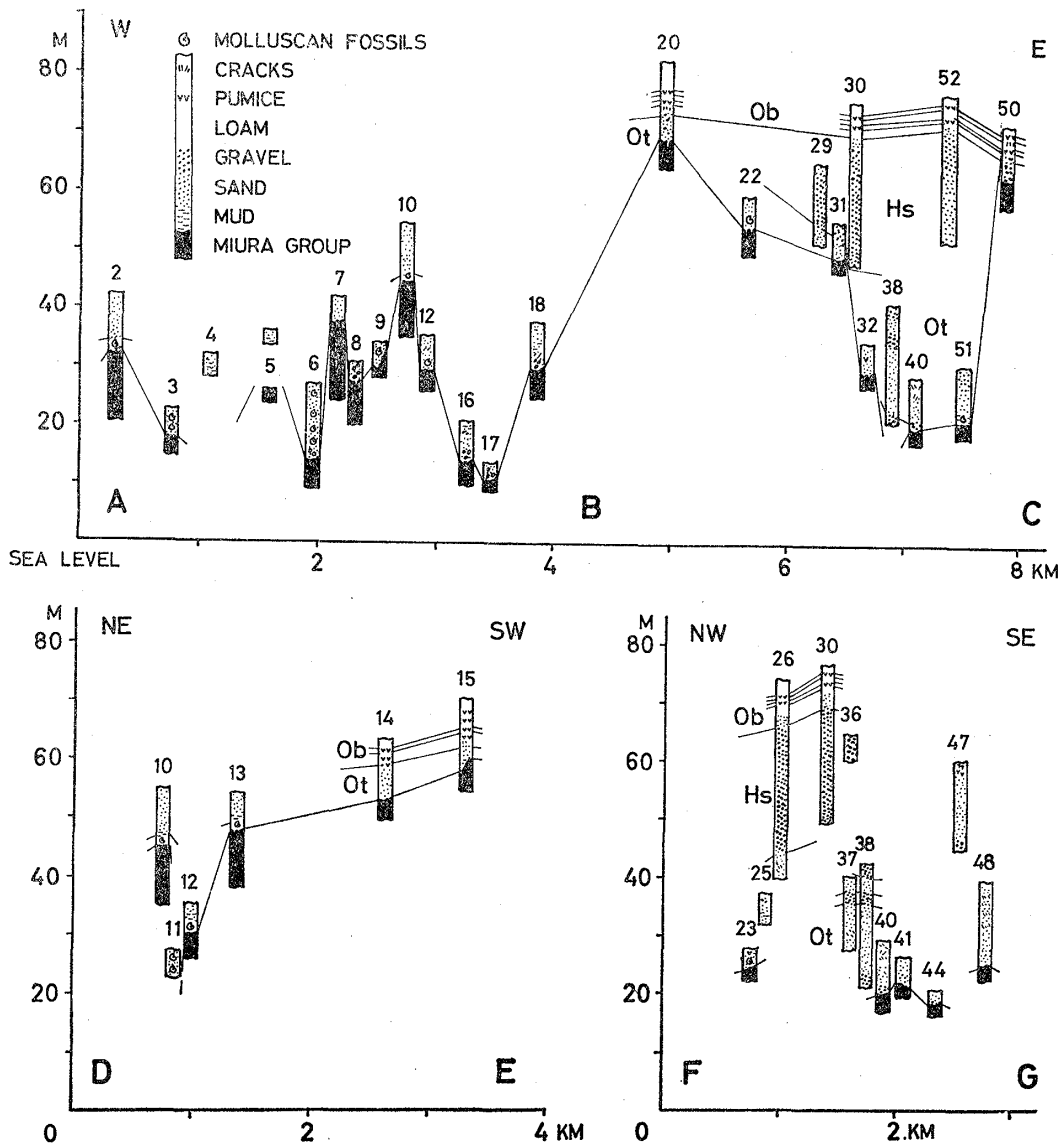 M W E
MOLLUSCAN FOSSILS
CRACKS
PUMICE
LOAM
GRAVEL
SAND
MUD
MIURA GROUP
80
60
40
20
2 3 4 5 6 7 8 9 10 12 16 17 18 20 22 29 30 31 32 38 40 51 52 50
Ot Ob Hs Ot
A B C
SEA LEVEL 2 4 6 8 KM
M NE SW
80
60
40
20
10 11 12 13 14 15
Ob
Ot
D E
0 2 4 KM
M NW SE
80
60
40
20
23 25 26 30 36 37 38 40 41 44 47 48
Ob
Hs
Ot
F G
0 2 KM